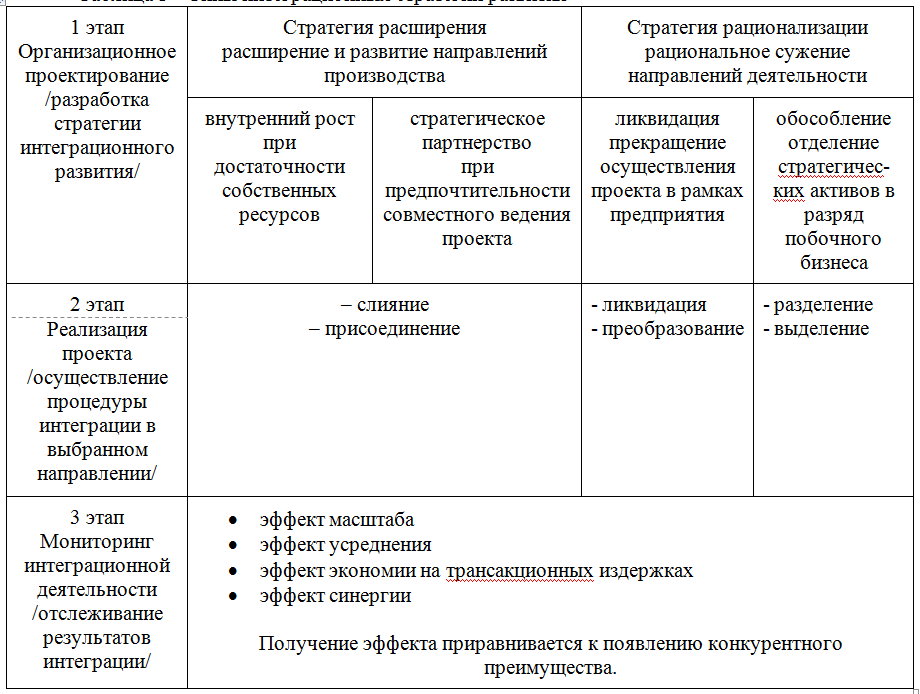 1 этап
Организационное
проектирование
/разработка
стратегии
интеграционного
развития/
Стратегия расширения
расширение и развитие направлений
производства
Стратегия рационализации
рациональное сужение
направлений деятельности
внутренний рост
при
достаточности
собственных
ресурсов
стратегическое
партнерство
при
предпочтительности
совместного ведения
проекта
ликвидация
прекращение
осуществления
проекта в рамках
предприятия
обособление
отделение
стратегичес-
ких активов в
разряд
побочного
бизнеса
2 этап
Реализация
проекта
/осуществление
процедуры
интеграции в
выбранном
направлении/
– слияние
– присоединение
- ликвидация
- преобразование
- разделение
- выделение
3 этап
Мониторинг
интеграционной
деятельности
/отслеживание
результатов
интеграции/
• эффект масштаба
• эффект усреднения
• эффект экономии на трансакционных издержках
• эффект синергии
Получение эффекта приравнивается к появлению конкурентного
преимущества.